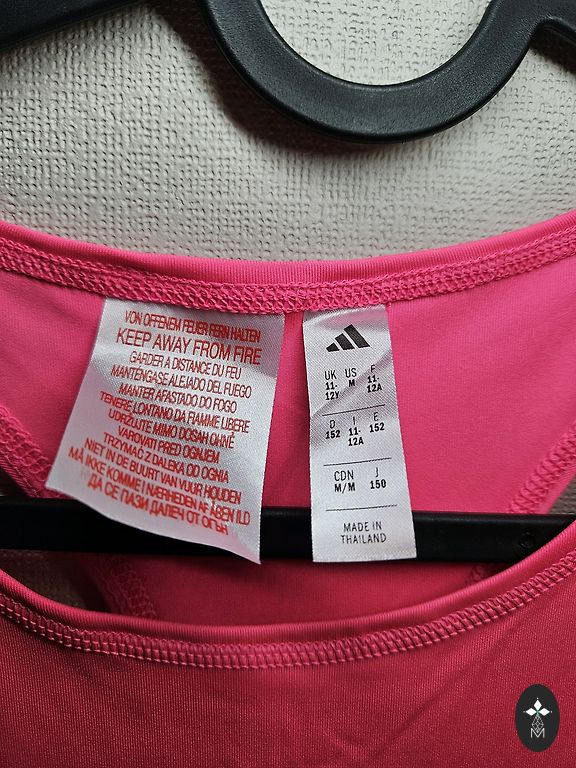 VON OFFENEM FEUER FERN HALTEN
KEEP AWAY FROM FIRE
GARDER A DISTANCE DU FEU
MANTÉNGASE ALEJADO DEL FUEGO
MANTER AFASTADO DO FOGO
TENERE LONTANO DA FIAMME LIBERE
UDRŽUJTE MIMO DOSAH OHNĚ
VAROVATI PRED OGNJEM
TRZYMAĆ Z DALEKA OD OGNIA
NIET IN DE BUURT VAN VUUR HOUDEN
MÅ IKKE KOMME I NÆRHEDEN AF ÅBEN ILD
ДА СЕ ПАЗИ ДАЛЕЧ ОТ ОГЪН
UK US F
11- M 11-
12Y 12A
D I E
152 11- 152
12A
CDN J
M/M 150
MADE IN
THAILAND
M